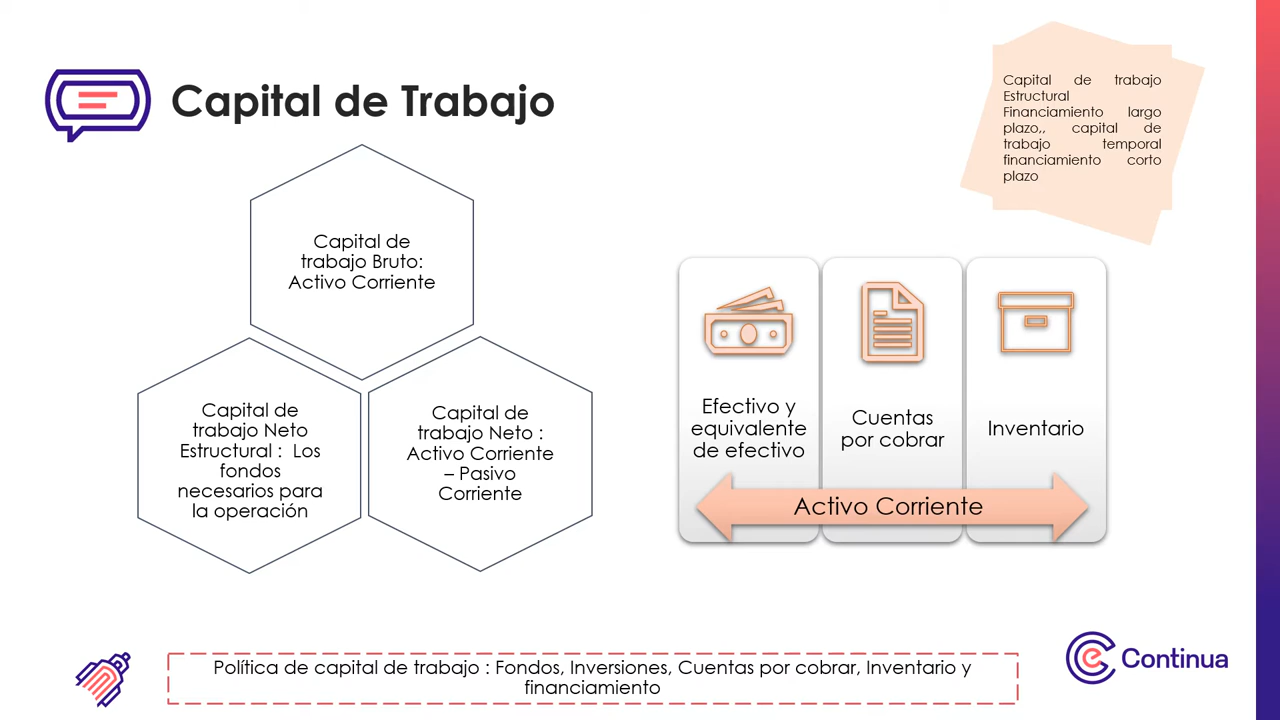 Capital de Trabajo
Capital de trabajo
Estructural
Financiamiento largo
plazo,, capital de
trabajo temporal
financiamiento corto
plazo
Capital de
trabajo Bruto:
Activo Corriente
Capital de
trabajo Neto
Estructural : Los
fondos
necesarios para
la operación
Capital de
trabajo Neto :
Activo Corriente
– Pasivo
Corriente
Efectivo y
equivalente
de efectivo
Cuentas
por cobrar
Inventario
Activo Corriente
Política de capital de trabajo : Fondos, Inversiones, Cuentas por cobrar, Inventario y
financiamiento
Continua